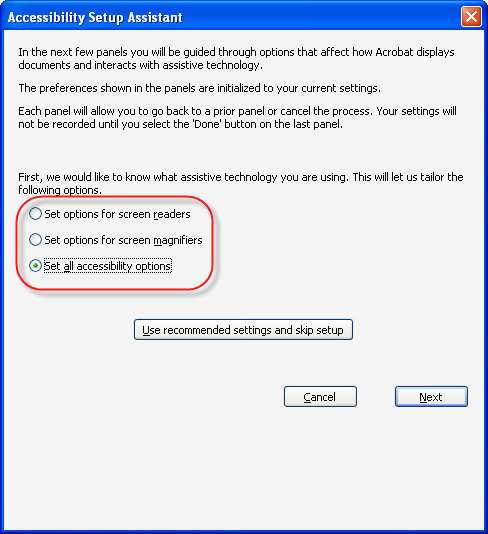 Accessibility Setup Assistant
In the next few panels you will be guided through options that affect how Acrobat displays
documents and interacts with assistive technology.
The preferences shown in the panels are initialized to your current settings.
Each panel will allow you to go back to a prior panel or cancel the process. Your settings will
not be recorded until you select the 'Done' button on the last panel.
First, we would like to know what assistive technology you are using. This will let us tailor the
following options.
Set options for screen readers
Set options for screen magnifiers
Set all accessibility options
Use recommended settings and skip setup
Cancel Next